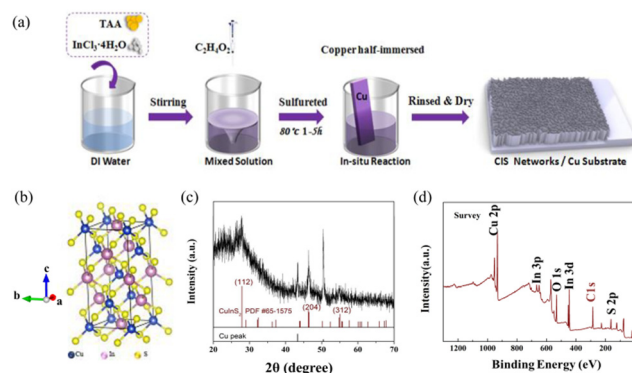 (a)
TAA
InCl3·4H2O
C2H4O2
Copper half-immersed
Cu
Stirring
Sulfureted
80℃ 1-5h
Rinsed & Dry
DI Water
Mixed Solution
In-situ Reaction
CIS Networks / Cu Substrate
(b)
c
b
a
Cu
In
S
(c)
Intensity(a.u.)
(112)
(204)
(312)
CuInS2 PDF #65-1575
Cu peak
20 30 40 50 60 70
2θ (degree)
(d)
Survey
Intensity(a.u.)
Cu 2p
In 3p
O 1s
In 3d
C1s
S 2p
1200 1000 800 600 400 200 0
Binding Energy (eV)